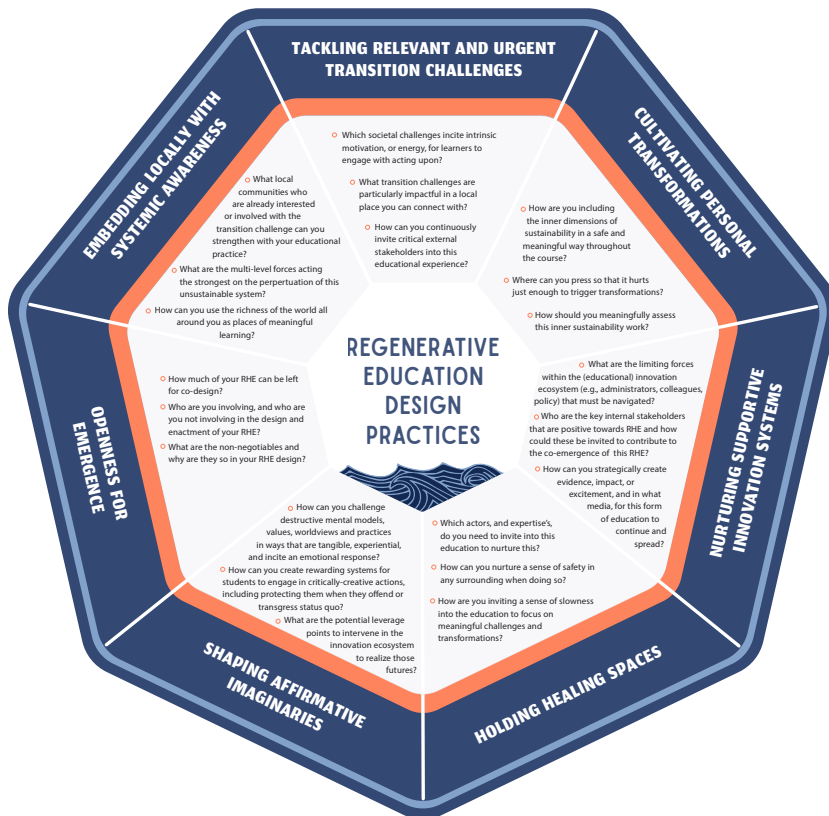 TACKLING RELEVANT AND URGENT
TRANSITION CHALLENGES
Which societal challenges incite intrinsic
motivation, or energy, for learners to
engage with acting upon?
What transition challenges are
particularly impactful in a local
place you can connect with?
How can you continuously
invite critical external
stakeholders into this
educational experience?
CULTIVATING PERSONAL
TRANSFORMATIONS
How are you including
the inner dimensions of
sustainability in a safe and
meaningful way throughout
the course?
Where can you press so that it hurts
just enough to trigger transformations?
How should you meaningfully assess
this inner sustainability work?
NURTURING SUPPORTIVE
INNOVATION SYSTEMS
What are the limiting forces
within the (educational) innovation
ecosystem (e.g., administrators, colleagues,
policy) that must be navigated?
Who are the key internal stakeholders
that are positive towards RHE and how
could these be invited to contribute to
the co-emergence of this RHE?
How can you strategically create
evidence, impact, or
excitement, and in what
media, for this form
of education to
continue and
spread?
HOLDING HEALING SPACES
Which actors, and expertise's,
do you need to invite into this
education to nurture this?
How can you nurture a sense of safety in
any surrounding when doing so?
How are you inviting a sense of slowness
into the education to focus on
meaningful challenges and
transformations?
SHAPING AFFIRMATIVE
IMAGINARIES
How can you challenge
destructive mental models,
values, worldviews and practices
in ways that are tangible, experiential,
and incite an emotional response?
How can you create rewarding systems for
students to engage in critically-creative actions,
including protecting them when they offend or
transgress status quo?
What are the potential leverage
points to intervene in the
innovation ecosystem
to realize those
futures?
OPENNESS FOR
EMERGENCE
How much of your RHE can be left
for co-design?
Who are you involving, and who are
you not involving in the design and
enactment of your RHE?
What are the non-negotiables and
why are they so in your RHE design?
EMBEDDING LOCALLY WITH
SYSTEMIC AWARENESS
What local
communities who
are already interested
or involved with the
transition challenge can you
strengthen with your educational
practice?
What are the multi-level forces acting
the strongest on the perpertuation of this
unsustainable system?
How can you use the richness of the world all
around you as places of meaningful
learning?
REGENERATIVE
EDUCATION
DESIGN
PRACTICES